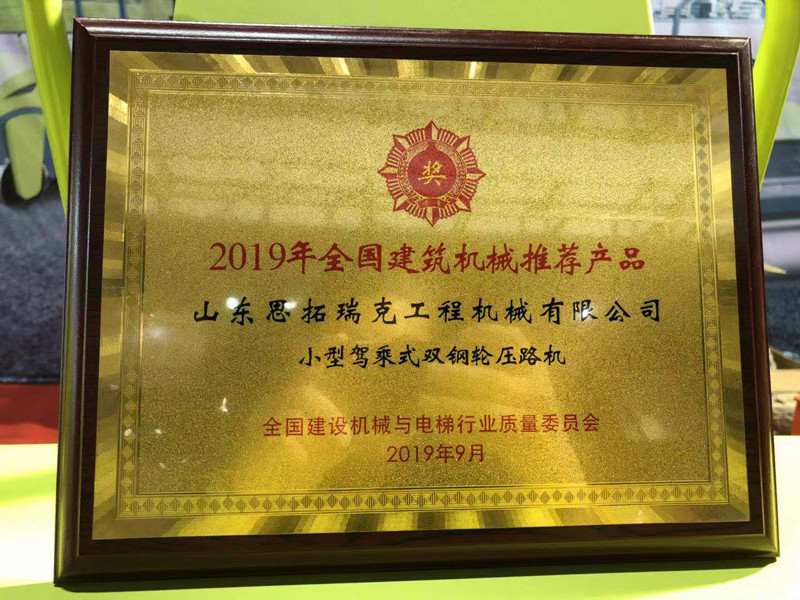 奖
2019年全国建筑机械推荐产品
山东思拓瑞克工程机械有限公司
小型驾乘式双钢轮压路机
全国建设机械与电梯行业质量委员会
2019年9月